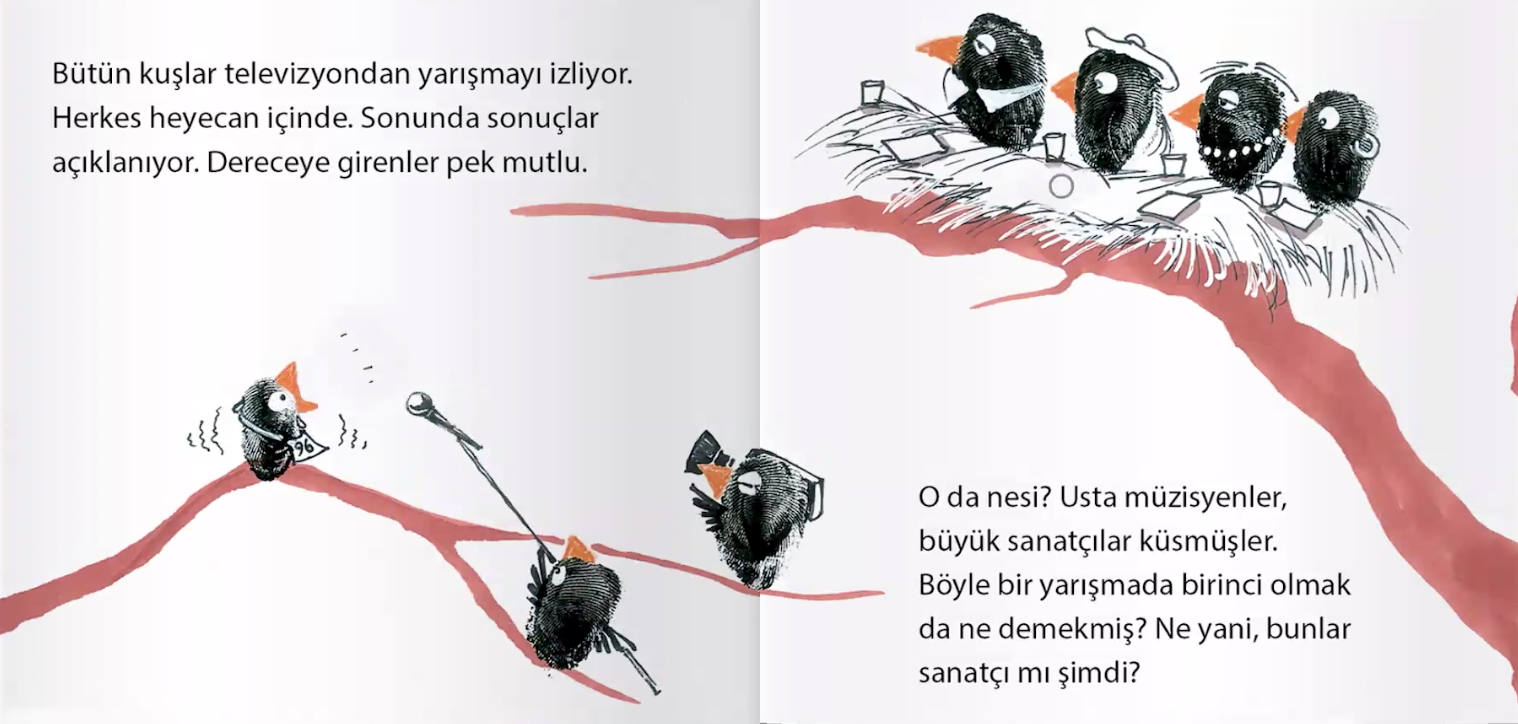 Bütün kuşlar televizyondan yarışmayı izliyor.
Herkes heyecan içinde. Sonunda sonuçlar
açıklanıyor. Dereceye girenler pek mutlu.
96
O da nesi? Usta müzisyenler,
büyük sanatçılar küsmüşler.
Böyle bir yarışmada birinci olmak
da ne demekmiş? Ne yani, bunlar
sanatçı mı şimdi?